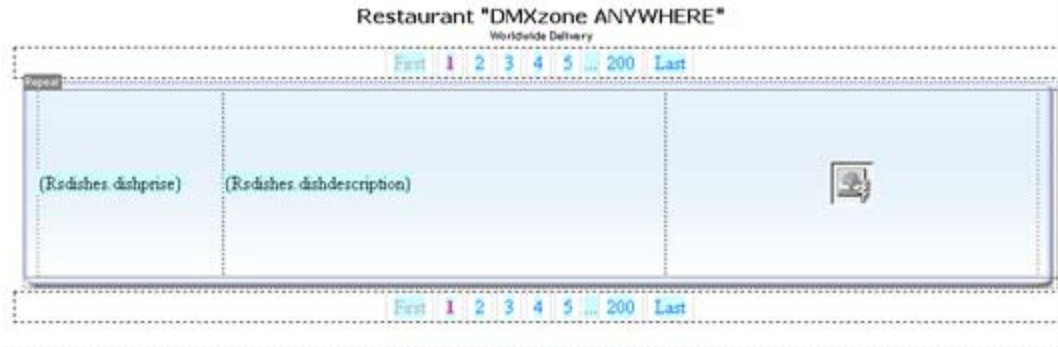 Restaurant "DMXzone ANYWHERE"
Worldwide Delivery
First 1 2 3 4 5 ... 200 Last
Repeat
{Rsdishes.dishprise} {Rsdishes.dishdescription}
First 1 2 3 4 5 ... 200 Last